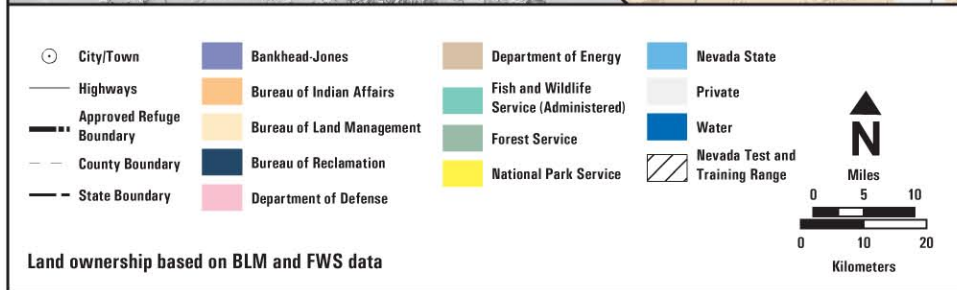 City/Town
Highways
Approved Refuge
Boundary
County Boundary
State Boundary
Bankhead-Jones
Bureau of Indian Affairs
Bureau of Land Management
Bureau of Reclamation
Department of Defense
Department of Energy
Fish and Wildlife
Service (Administered)
Forest Service
National Park Service
Nevada State
Private
Water
Nevada Test and
Training Range
N
Miles
0 5 10
0 10 20
Kilometers
Land ownership based on BLM and FWS data